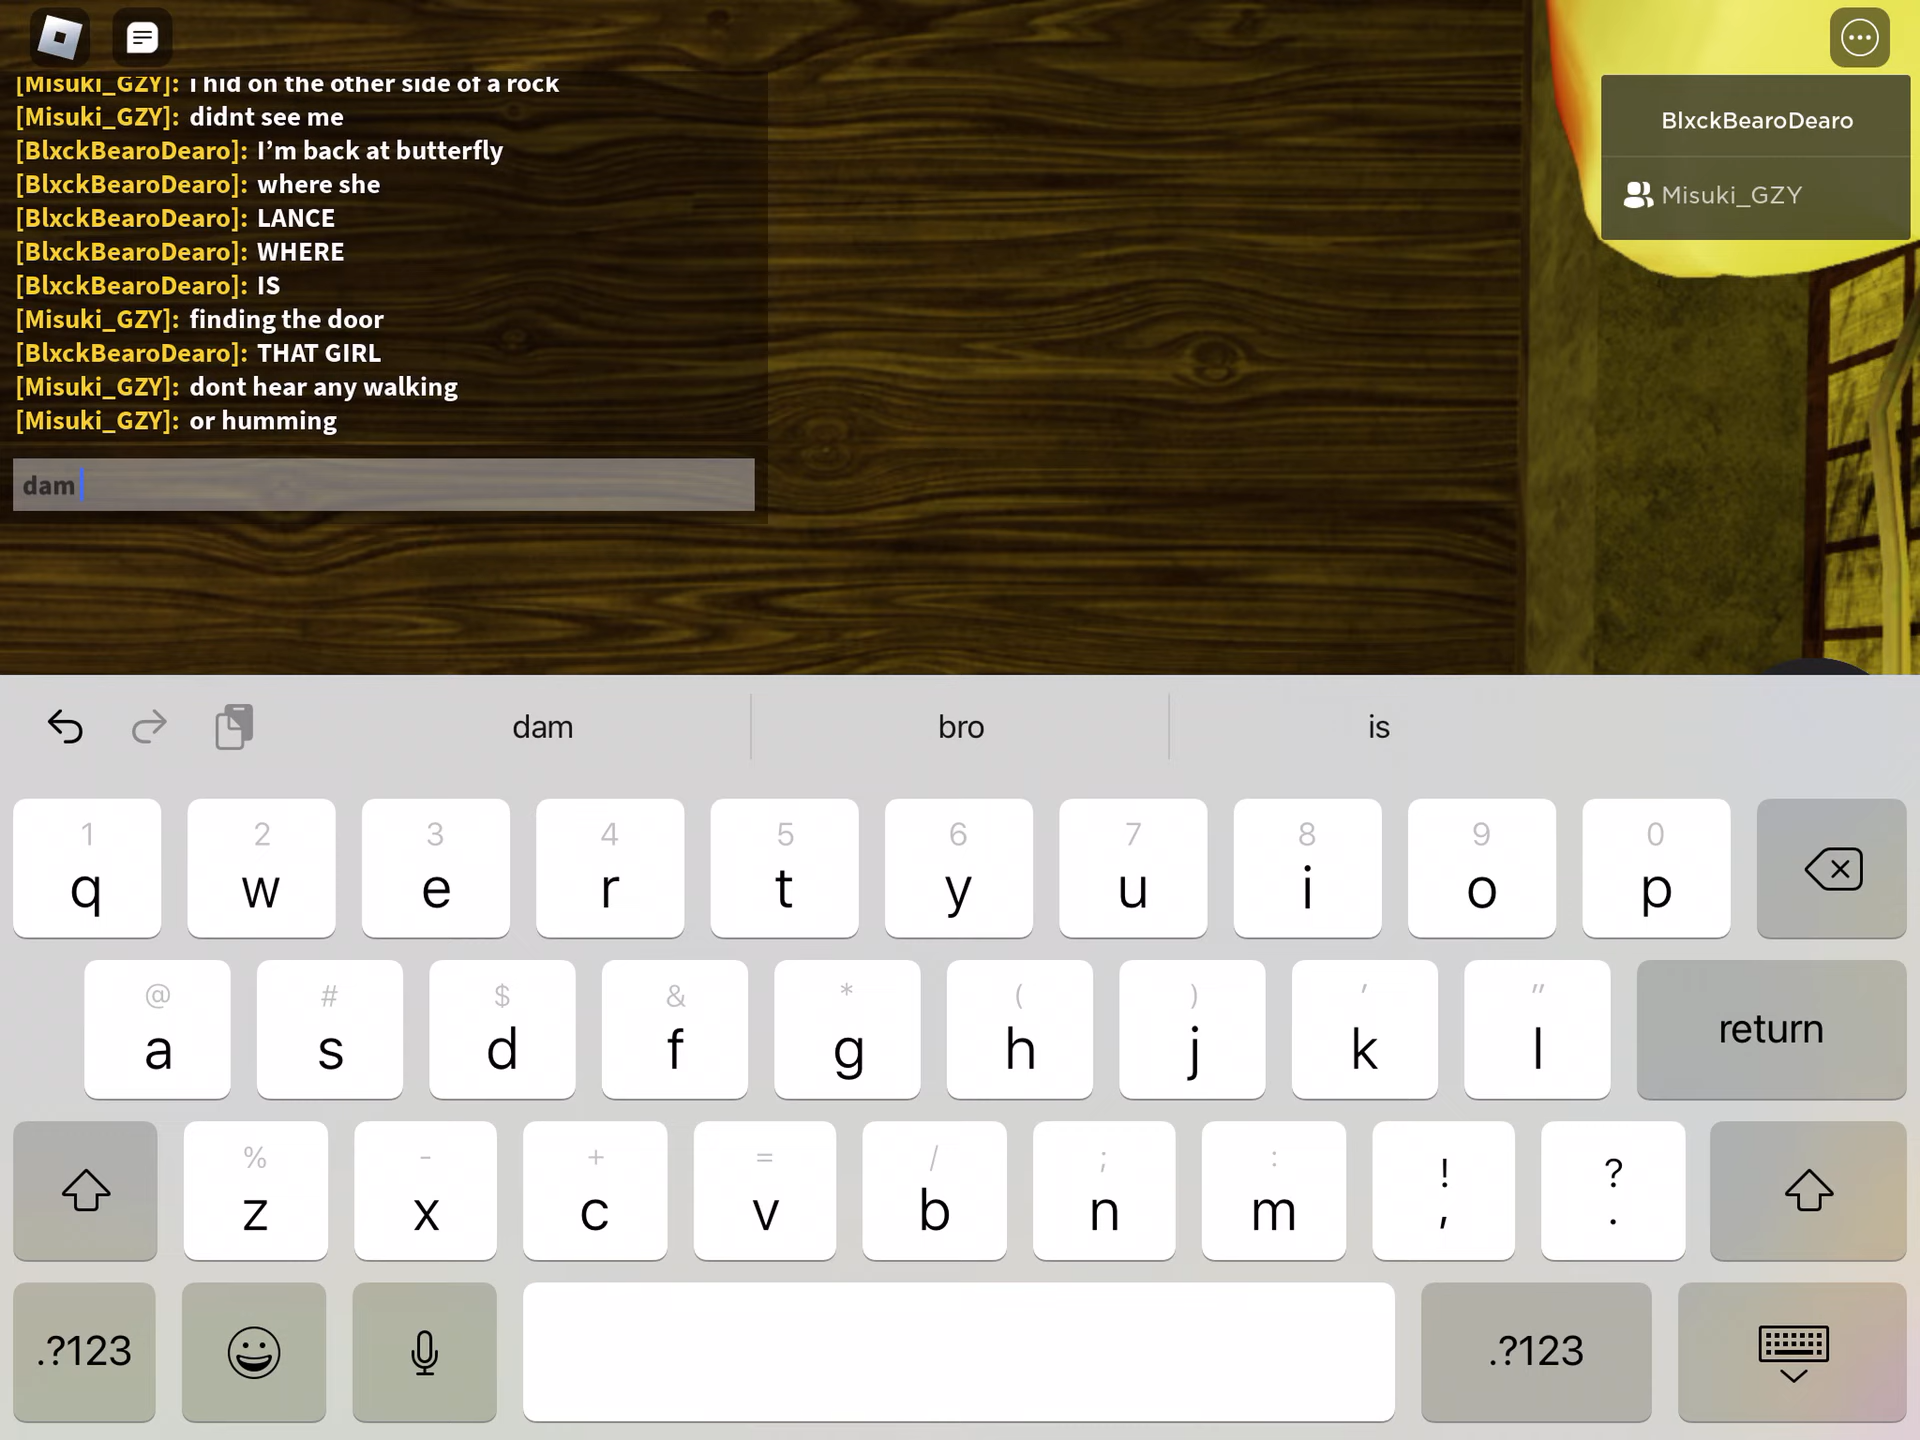 [Misuki_GZY]: i hid on the other side of a rock
[Misuki_GZY]: didnt see me
[BlxckBearoDearo]: I’m back at butterfly
[BlxckBearoDearo]: where she
[BlxckBearoDearo]: LANCE
[BlxckBearoDearo]: WHERE
[BlxckBearoDearo]: IS
[Misuki_GZY]: finding the door
[BlxckBearoDearo]: THAT GIRL
[Misuki_GZY]: dont hear any walking
[Misuki_GZY]: or humming
dam
BlxckBearoDearo
Misuki_GZY
dam bro is
1 2 3 4 5 6 7 8 9 0
q w e r t y u i o p
@ # $ & * ( ) ' "
a s d f g h j k l return
% - + = / ; : ! ?
z x c v b n m , .
.?123 .?123